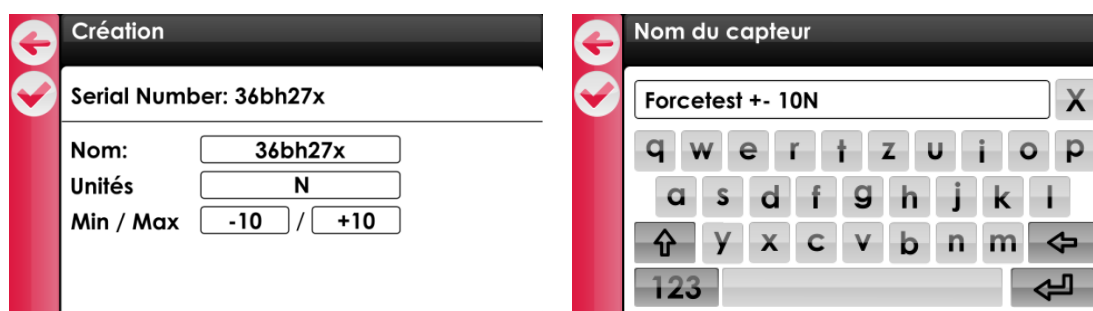 Création
Serial Number: 36bh27x
Nom: 36bh27x
Unités N
Min / Max -10 / +10
Nom du capteur
Forcetest +- 10N X
q w e r t z u i o p
a s d f g h j k l
y x c v b n m
123